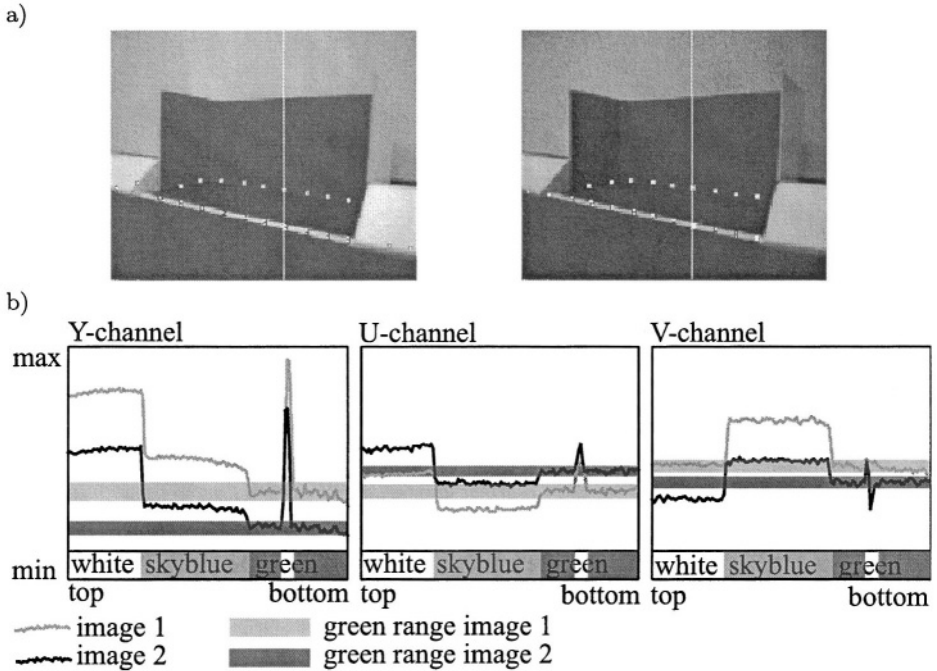 a)
b)
Y-channel
U-channel
V-channel
max
min
white
skyblue
green
white
skyblue
green
white
skyblue
green
top
bottom
top
bottom
top
bottom
image 1
green range image 1
image 2
green range image 2